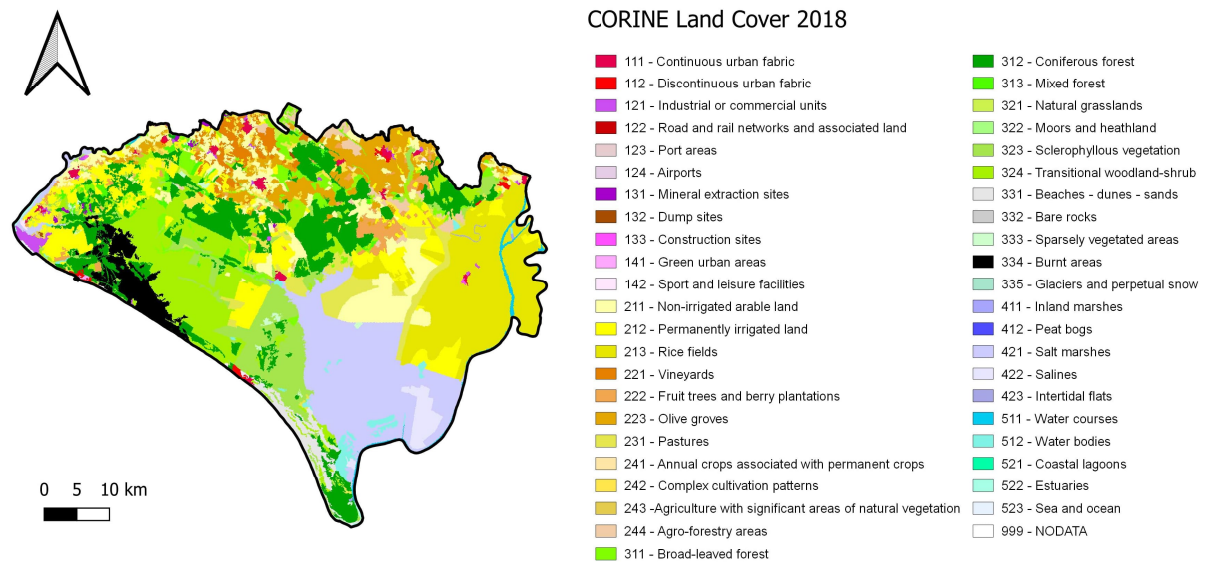 CORINE Land Cover 2018
111 - Continuous urban fabric
112 - Discontinuous urban fabric
121 - Industrial or commercial units
122 - Road and rail networks and associated land
123 - Port areas
124 - Airports
131 - Mineral extraction sites
132 - Dump sites
133 - Construction sites
141 - Green urban areas
142 - Sport and leisure facilities
211 - Non-irrigated arable land
212 - Permanently irrigated land
213 - Rice fields
221 - Vineyards
222 - Fruit trees and berry plantations
223 - Olive groves
231 - Pastures
241 - Annual crops associated with permanent crops
242 - Complex cultivation patterns
243 -Agriculture with significant areas of natural vegetation
244 - Agro-forestry areas
311 - Broad-leaved forest
312 - Coniferous forest
313 - Mixed forest
321 - Natural grasslands
322 - Moors and heathland
323 - Sclerophyllous vegetation
324 - Transitional woodland-shrub
331 - Beaches - dunes - sands
332 - Bare rocks
333 - Sparsely vegetated areas
334 - Burnt areas
335 - Glaciers and perpetual snow
411 - Inland marshes
412 - Peat bogs
421 - Salt marshes
422 - Salines
423 - Intertidal flats
511 - Water courses
512 - Water bodies
521 - Coastal lagoons
522 - Estuaries
523 - Sea and ocean
999 - NODATA
0 5 10 km